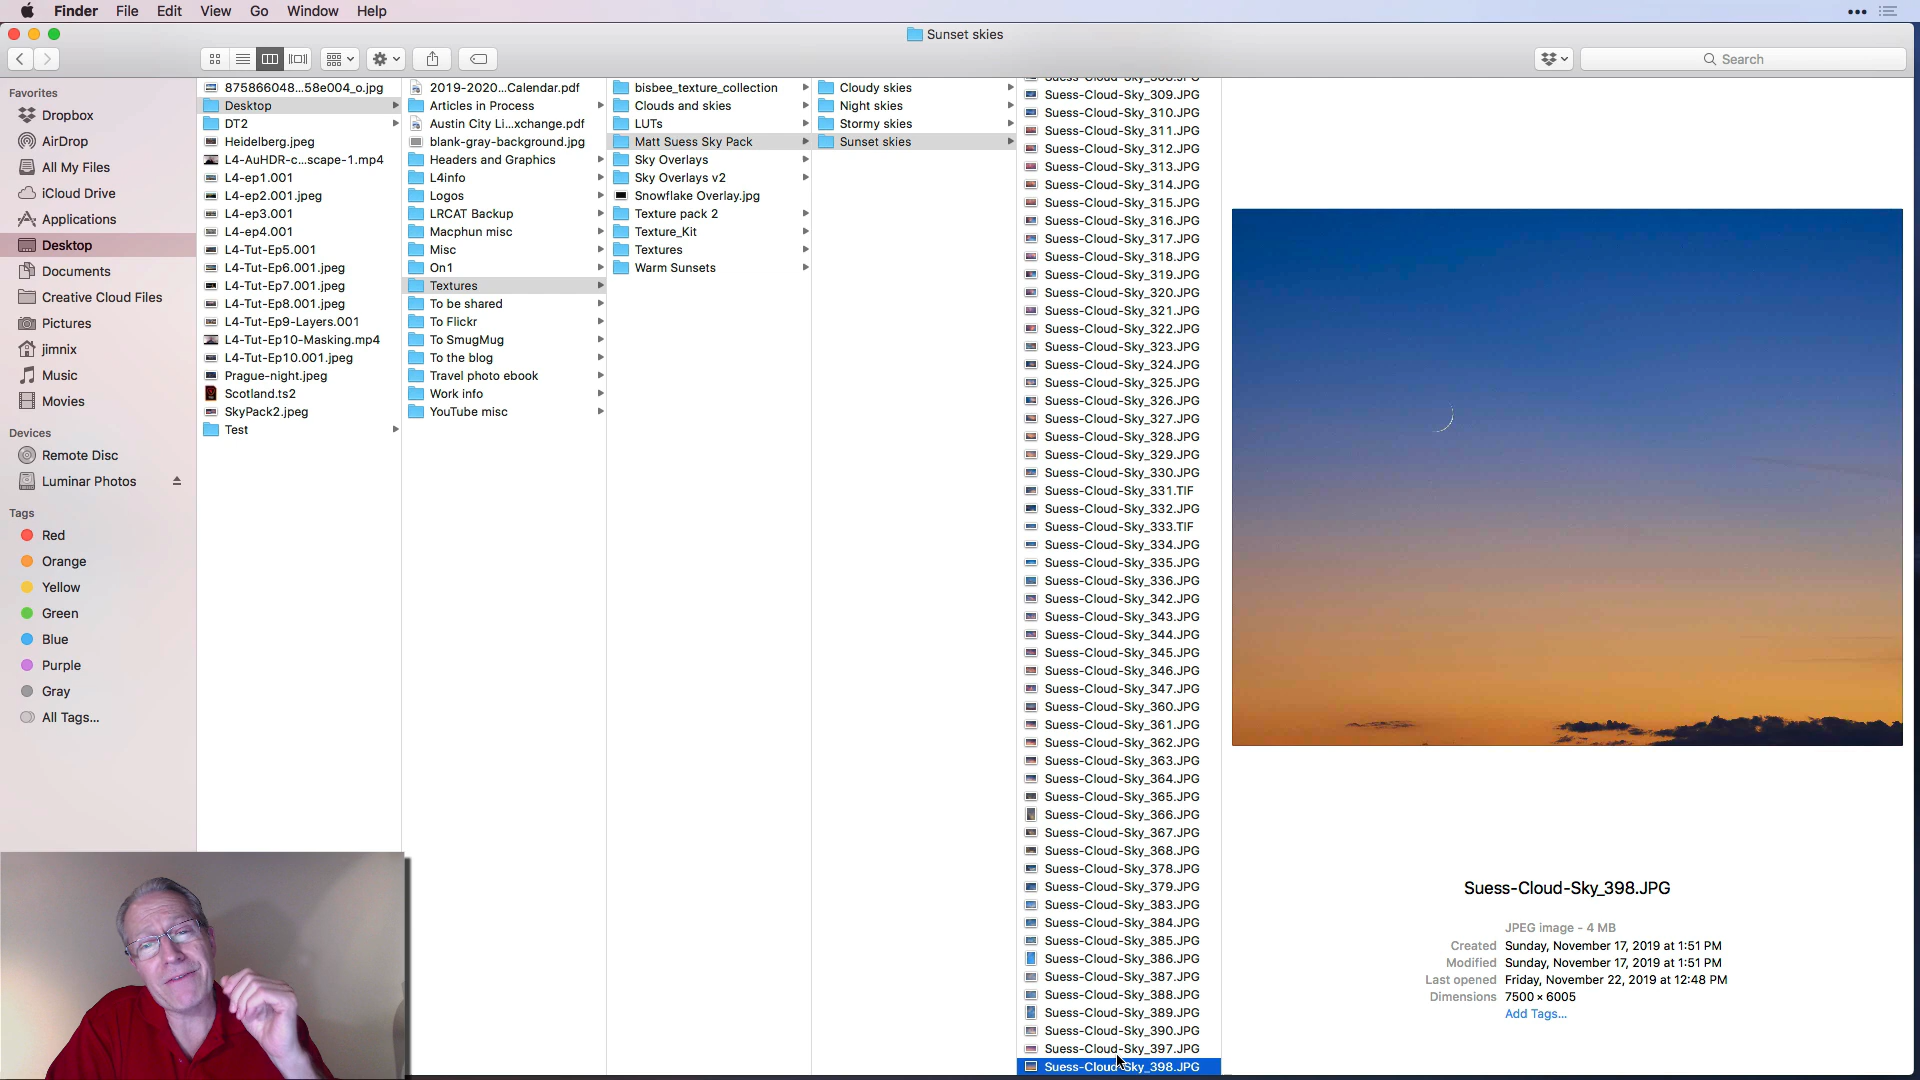 Finder File Edit View Go Window Help
Sunset skies
Search
Favorites
Dropbox
AirDrop
All My Files
iCloud Drive
Applications
Desktop
Documents
Creative Cloud Files
Pictures
jimnix
Music
Movies
Devices
Remote Disc
Luminar Photos
Tags
Red
Orange
Yellow
Green
Blue
Purple
Gray
All Tags...
875866048...58e004_o.jpg
Desktop
DT2
Heidelberg.jpeg
L4-AuHDR-c...scape-1.mp4
L4-ep1.001
L4-ep2.001.jpeg
L4-ep3.001
L4-ep4.001
L4-Tut-Ep5.001
L4-Tut-Ep6.001.jpeg
L4-Tut-Ep7.001.jpeg
L4-Tut-Ep8.001.jpeg
L4-Tut-Ep9-Layers.001
L4-Tut-Ep10-Masking.mp4
L4-Tut-Ep10.001.jpeg
Prague-night.jpeg
Scotland.ts2
SkyPack2.jpeg
Test
2019-2020...Calendar.pdf
Articles in Process
Austin City Li...xchange.pdf
blank-gray-background.jpg
Headers and Graphics
L4info
Logos
LRCAT Backup
Macphun misc
Misc
On1
Textures
To be shared
To Flickr
To SmugMug
To the blog
Travel photo ebook
Work info
YouTube misc
bisbee_texture_collection
Clouds and skies
LUTs
Matt Suess Sky Pack
Sky Overlays
Sky Overlays v2
Snowflake Overlay.jpg
Texture pack 2
Texture_Kit
Textures
Warm Sunsets
Cloudy skies
Night skies
Stormy skies
Sunset skies
Suess-Cloud-Sky_308.JPG
Suess-Cloud-Sky_309.JPG
Suess-Cloud-Sky_310.JPG
Suess-Cloud-Sky_311.JPG
Suess-Cloud-Sky_312.JPG
Suess-Cloud-Sky_313.JPG
Suess-Cloud-Sky_314.JPG
Suess-Cloud-Sky_315.JPG
Suess-Cloud-Sky_316.JPG
Suess-Cloud-Sky_317.JPG
Suess-Cloud-Sky_318.JPG
Suess-Cloud-Sky_319.JPG
Suess-Cloud-Sky_320.JPG
Suess-Cloud-Sky_321.JPG
Suess-Cloud-Sky_322.JPG
Suess-Cloud-Sky_323.JPG
Suess-Cloud-Sky_324.JPG
Suess-Cloud-Sky_325.JPG
Suess-Cloud-Sky_326.JPG
Suess-Cloud-Sky_327.JPG
Suess-Cloud-Sky_328.JPG
Suess-Cloud-Sky_329.JPG
Suess-Cloud-Sky_330.JPG
Suess-Cloud-Sky_331.TIF
Suess-Cloud-Sky_332.JPG
Suess-Cloud-Sky_333.TIF
Suess-Cloud-Sky_334.JPG
Suess-Cloud-Sky_335.JPG
Suess-Cloud-Sky_336.JPG
Suess-Cloud-Sky_342.JPG
Suess-Cloud-Sky_343.JPG
Suess-Cloud-Sky_344.JPG
Suess-Cloud-Sky_345.JPG
Suess-Cloud-Sky_346.JPG
Suess-Cloud-Sky_347.JPG
Suess-Cloud-Sky_360.JPG
Suess-Cloud-Sky_361.JPG
Suess-Cloud-Sky_362.JPG
Suess-Cloud-Sky_363.JPG
Suess-Cloud-Sky_364.JPG
Suess-Cloud-Sky_365.JPG
Suess-Cloud-Sky_366.JPG
Suess-Cloud-Sky_367.JPG
Suess-Cloud-Sky_368.JPG
Suess-Cloud-Sky_378.JPG
Suess-Cloud-Sky_379.JPG
Suess-Cloud-Sky_383.JPG
Suess-Cloud-Sky_384.JPG
Suess-Cloud-Sky_385.JPG
Suess-Cloud-Sky_386.JPG
Suess-Cloud-Sky_387.JPG
Suess-Cloud-Sky_388.JPG
Suess-Cloud-Sky_389.JPG
Suess-Cloud-Sky_390.JPG
Suess-Cloud-Sky_397.JPG
Suess-Cloud-Sky_398.JPG
Suess-Cloud-Sky_398.JPG
JPEG image - 4 MB
Created Sunday, November 17, 2019 at 1:51 PM
Modified Sunday, November 17, 2019 at 1:51 PM
Last opened Friday, November 22, 2019 at 12:48 PM
Dimensions 7500 × 6005
Add Tags...